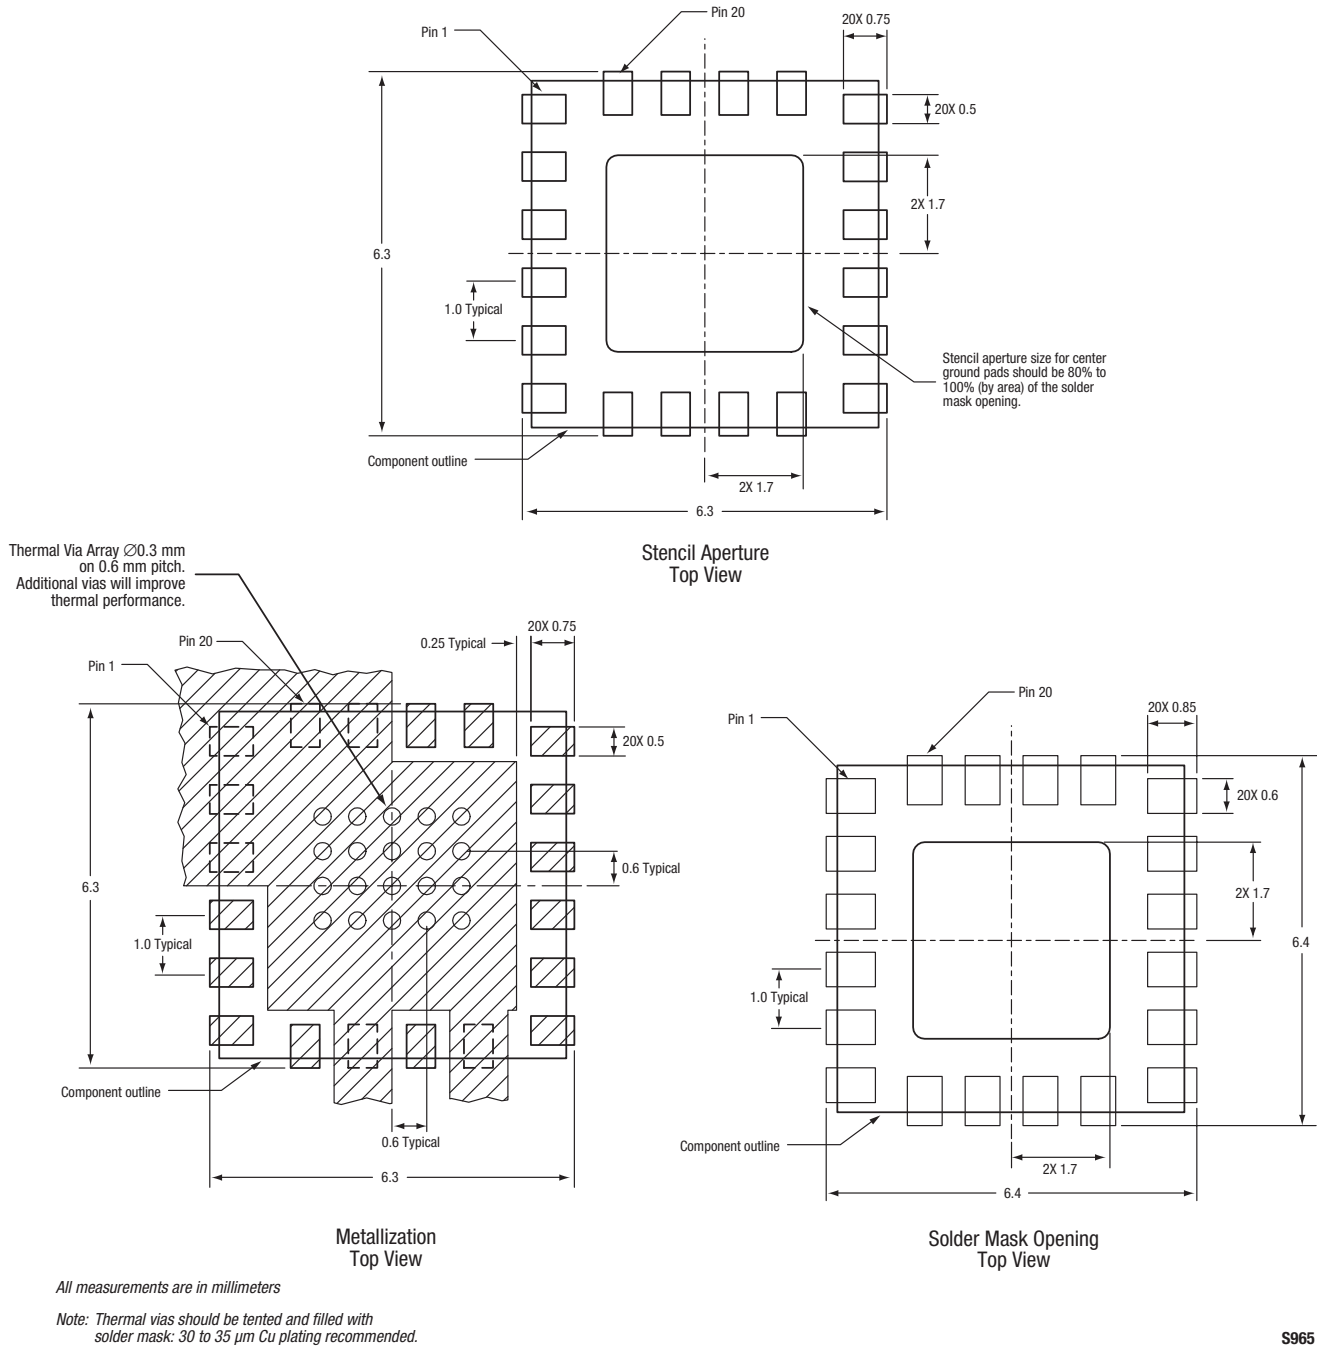 Pin 20
20X 0.75
Pin 1
20X 0.5
2X 1.7
6.3
1.0 Typical
Stencil aperture size for center
ground pads should be 80% to
100% (by area) of the solder
mask opening.
Component outline
2X 1.7
6.3
Stencil Aperture
Top View
Thermal Via Array ∅0.3 mm
on 0.6 mm pitch.
Additional vias will improve
thermal performance.
20X 0.75
0.25 Typical
Pin 20
Pin 1
20X 0.5
0.6 Typical
6.3
1.0 Typical
Component outline
0.6 Typical
6.3
Metallization
Top View
Pin 20
20X 0.85
Pin 1
20X 0.6
2X 1.7
6.4
1.0 Typical
Component outline
2X 1.7
6.4
Solder Mask Opening
Top View
All measurements are in millimeters
Note: Thermal vias should be tented and filled with
solder mask: 30 to 35 µm Cu plating recommended.
S965